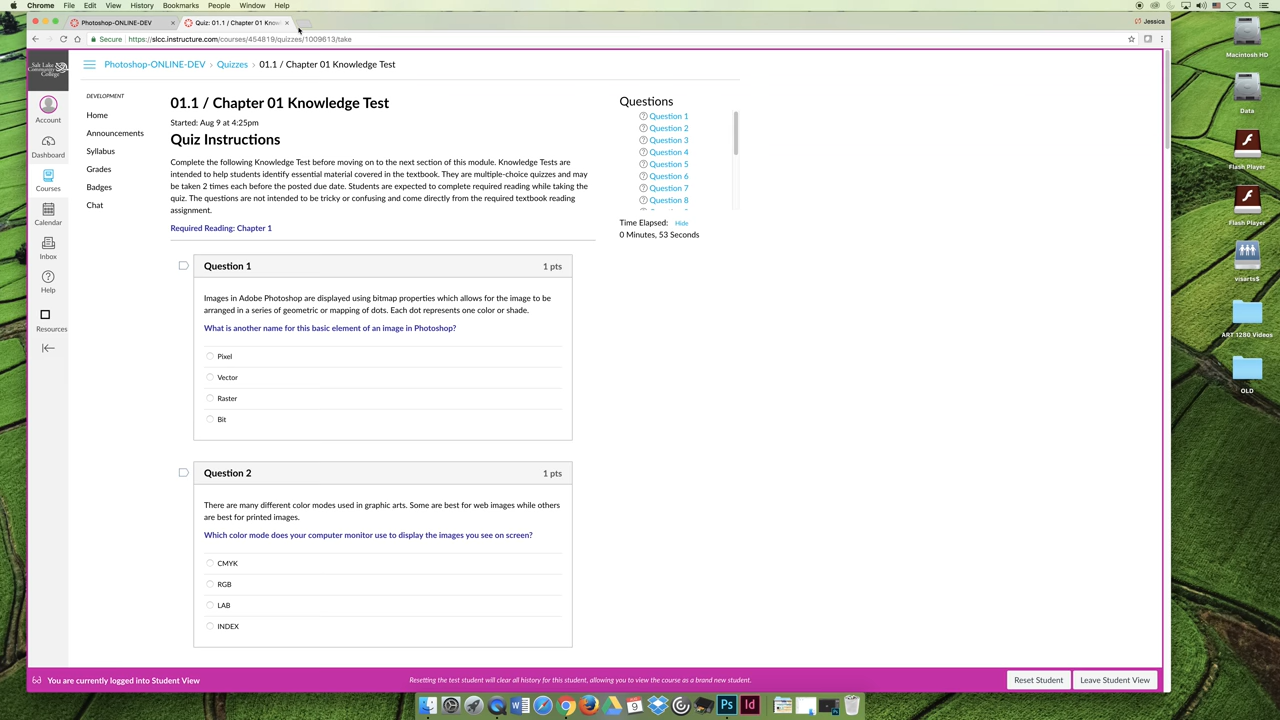 Chrome File Edit View History Bookmarks People Window Help
Photoshop-ONLINE-DEV
Quiz: 01.1 / Chapter 01 Know
Jessica
Secure https://slcc.instructure.com/courses/454819/quizzes/1009613/take
Salt Lake
Community
College
Account
Dashboard
Courses
Calendar
Inbox
Help
Resources
Photoshop-ONLINE-DEV > Quizzes > 01.1 / Chapter 01 Knowledge Test
DEVELOPMENT
Home
Announcements
Syllabus
Grades
Badges
Chat
01.1 / Chapter 01 Knowledge Test
Started: Aug 9 at 4:25pm
Quiz Instructions
Complete the following Knowledge Test before moving on to the next section of this module. Knowledge Tests are
intended to help students identify essential material covered in the textbook. They are multiple-choice quizzes and may
be taken 2 times each before the posted due date. Students are expected to complete required reading while taking the
quiz. The questions are not intended to be tricky or confusing and come directly from the required textbook reading
assignment.
Required Reading: Chapter 1
Question 1 1 pts
Images in Adobe Photoshop are displayed using bitmap properties which allows for the image to be
arranged in a series of geometric or mapping of dots. Each dot represents one color or shade.
What is another name for this basic element of an image in Photoshop?
Pixel
Vector
Raster
Bit
Question 2 1 pts
There are many different color modes used in graphic arts. Some are best for web images while others
are best for printed images.
Which color mode does your computer monitor use to display the images you see on screen?
CMYK
RGB
LAB
INDEX
Questions
Question 1
Question 2
Question 3
Question 4
Question 5
Question 6
Question 7
Question 8
Time Elapsed: Hide
0 Minutes, 53 Seconds
You are currently logged into Student View
Resetting the test student will clear all history for this student, allowing you to view the course as a brand new student.
Reset Student
Leave Student View
Macintosh HD
Data
Flash Player
Flash Player
visarts$
ART 1280 Videos
OLD
9
Ps
Id